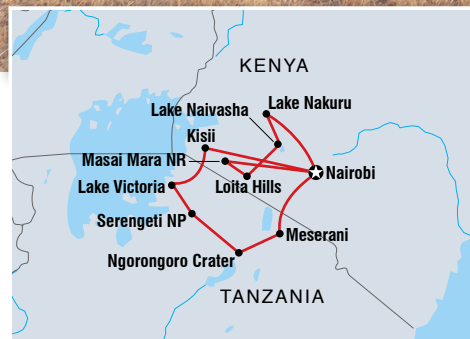 KENYA
Lake Nakuru
Lake Naivasha
Kisii
Masai Mara NR
Nairobi
Lake Victoria
Loita Hills
Serengeti NP
Meserani
Ngorongoro Crater
TANZANIA